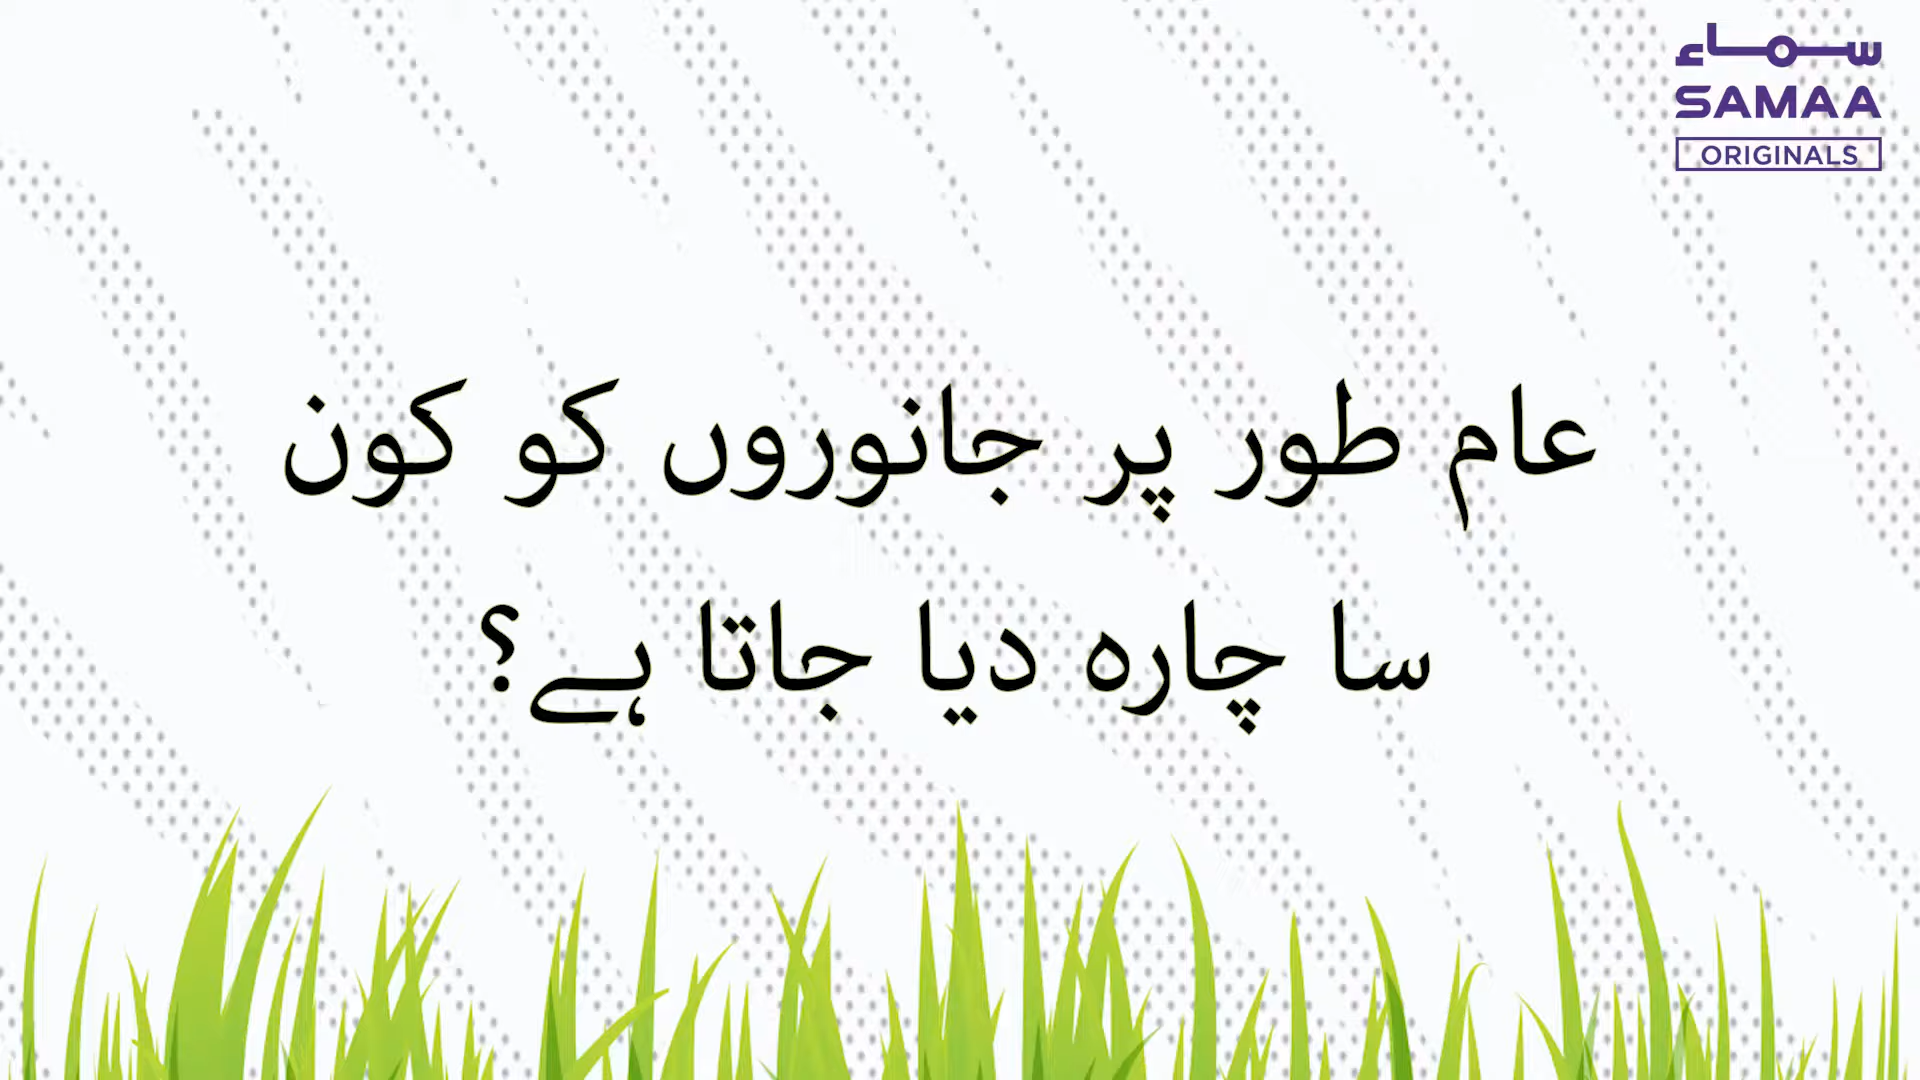 سماء
SAMAA
ORIGINALS
عام طور پر جانوروں کو کون
سا چارہ دیا جاتا ہے؟